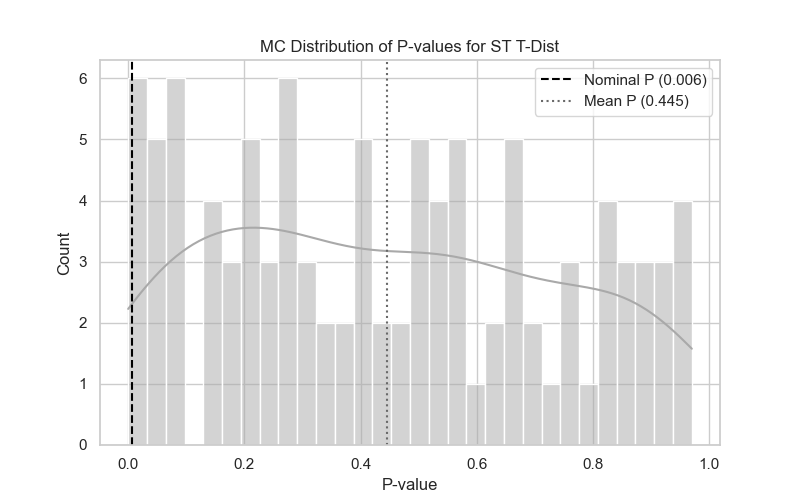 MC Distribution of P-values for ST T-Dist
Nominal P (0.006)
Mean P (0.445)
Count
6
5
4
3
2
1
0
0.0 0.2 0.4 0.6 0.8 1.0
P-value